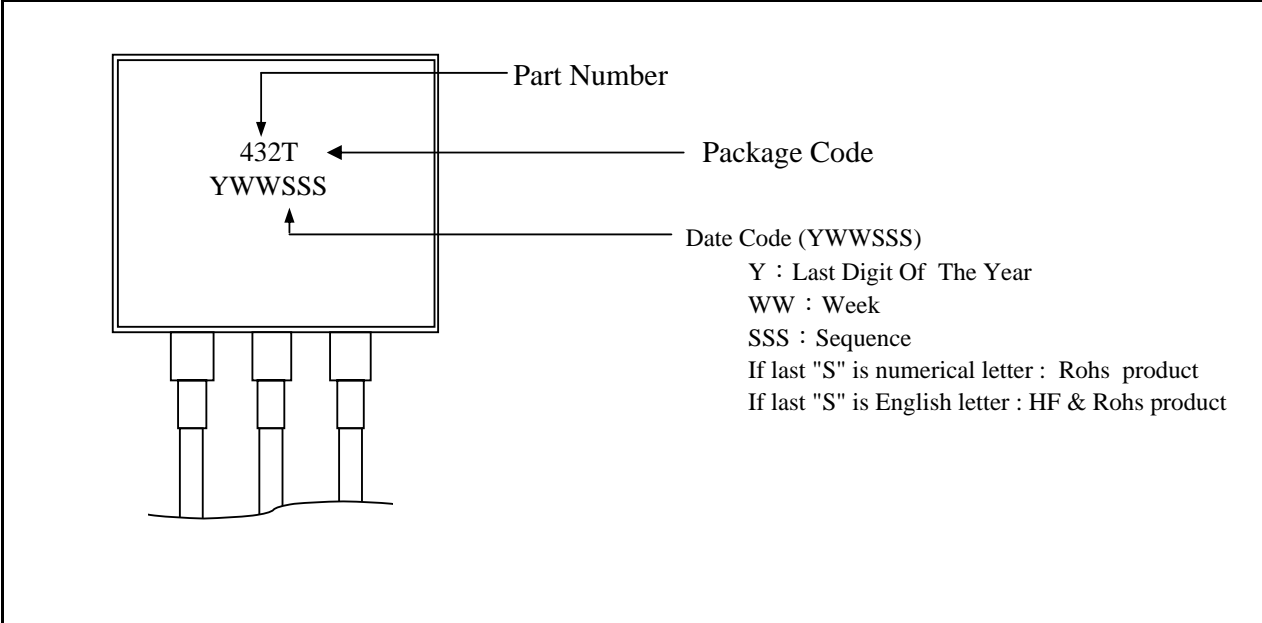 Part Number
432T
Package Code
YWWSSS
Date Code (YWWSSS)
Y：Last Digit Of The Year
WW：Week
SSS：Sequence
If last "S" is numerical letter : Rohs product
If last "S" is English letter : HF & Rohs product